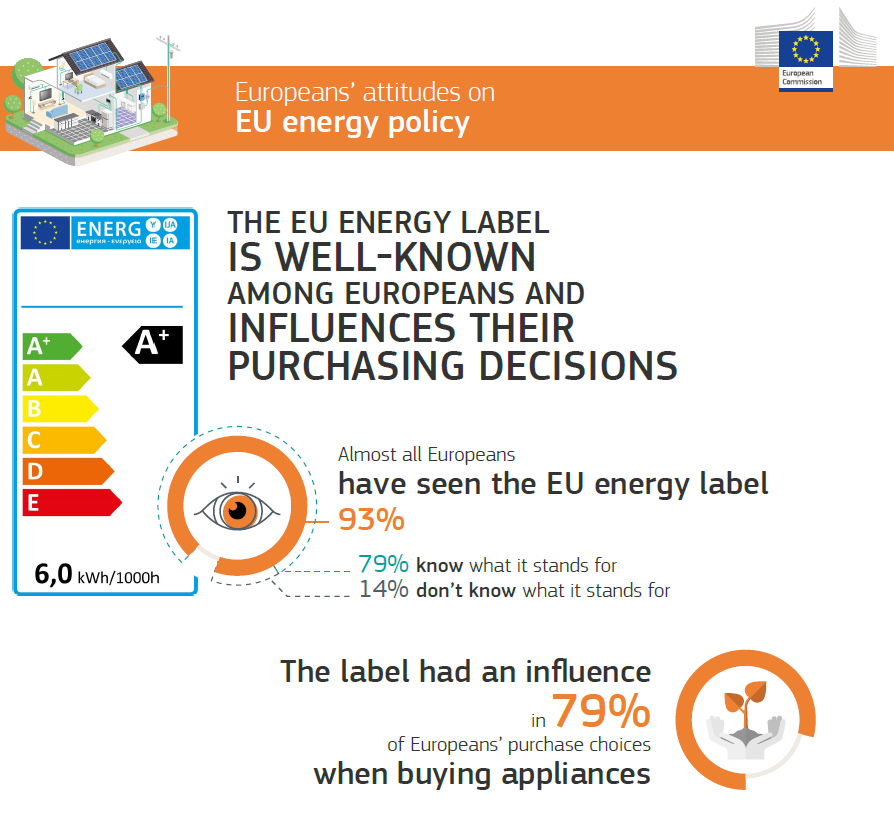 European
Commission
Europeans' attitudes on
EU energy policy
ENERG Y UA
енергия · ενεργεια IE IA
A+
A+
A
B
C
D
E
6,0 kWh/1000h
THE EU ENERGY LABEL
IS WELL-KNOWN
AMONG EUROPEANS AND
INFLUENCES THEIR
PURCHASING DECISIONS
Almost all Europeans
have seen the EU energy label
93%
79% know what it stands for
14% don't know what it stands for
The label had an influence
in 79%
of Europeans' purchase choices
when buying appliances